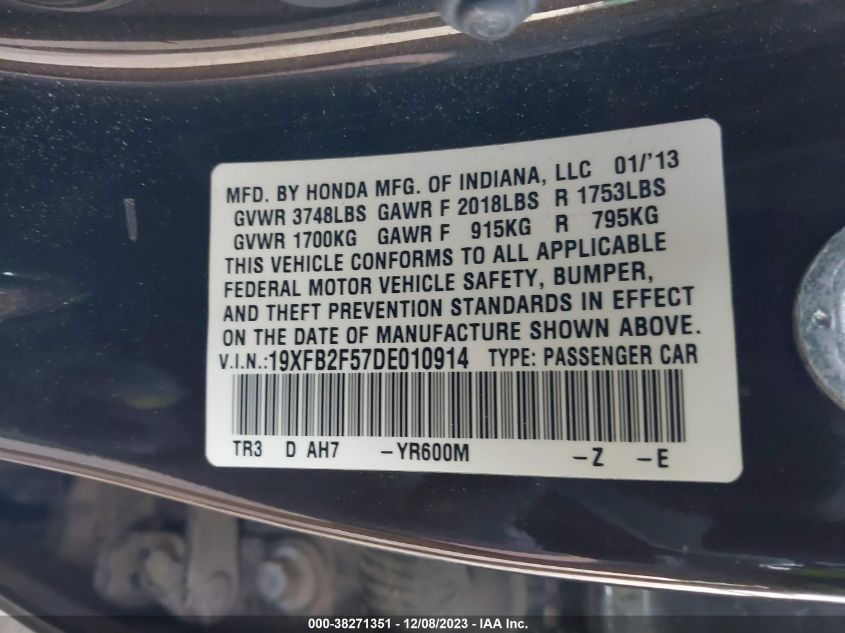 MFD. BY HONDA MFG. OF INDIANA, LLC 01/'13
GVWR 3748LBS GAWR F 2018LBS R 1753LBS
GVWR 1700KG GAWR F 915KG R 795KG
THIS VEHICLE CONFORMS TO ALL APPLICABLE
FEDERAL MOTOR VEHICLE SAFETY, BUMPER,
AND THEFT PREVENTION STANDARDS IN EFFECT
ON THE DATE OF MANUFACTURE SHOWN ABOVE.
V.I.N.:19XFB2F57DE010914 TYPE: PASSENGER CAR
TR3 D AH7 -YR600M -Z -E
000-38271351 - 12/08/2023 - IAA Inc.